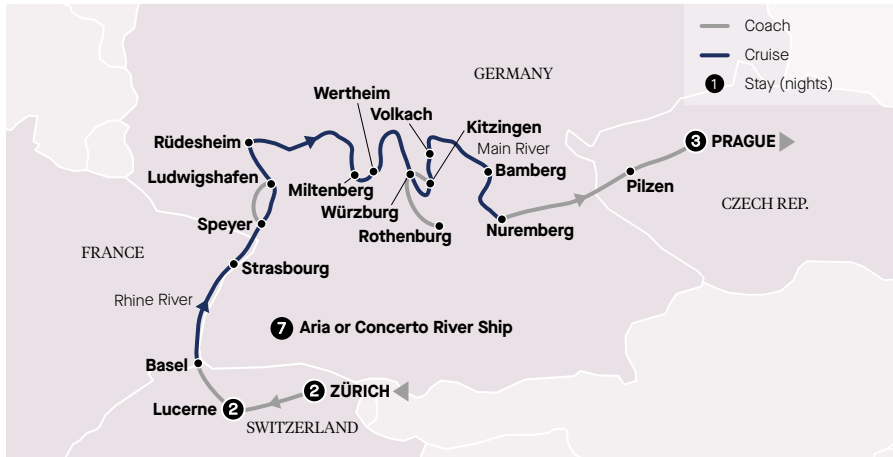 Coach
Cruise
1 Stay (nights)
GERMANY
Wertheim
Volkach
Kitzingen
Main River
Rüdesheim
3 PRAGUE
Ludwigshafen
Miltenberg
Bamberg
Pilzen
Würzburg
CZECH REP.
Speyer
Rothenburg
Nuremberg
FRANCE
Strasbourg
Rhine River
7 Aria or Concerto River Ship
Basel
2 ZÜRICH
Lucerne 2
SWITZERLAND